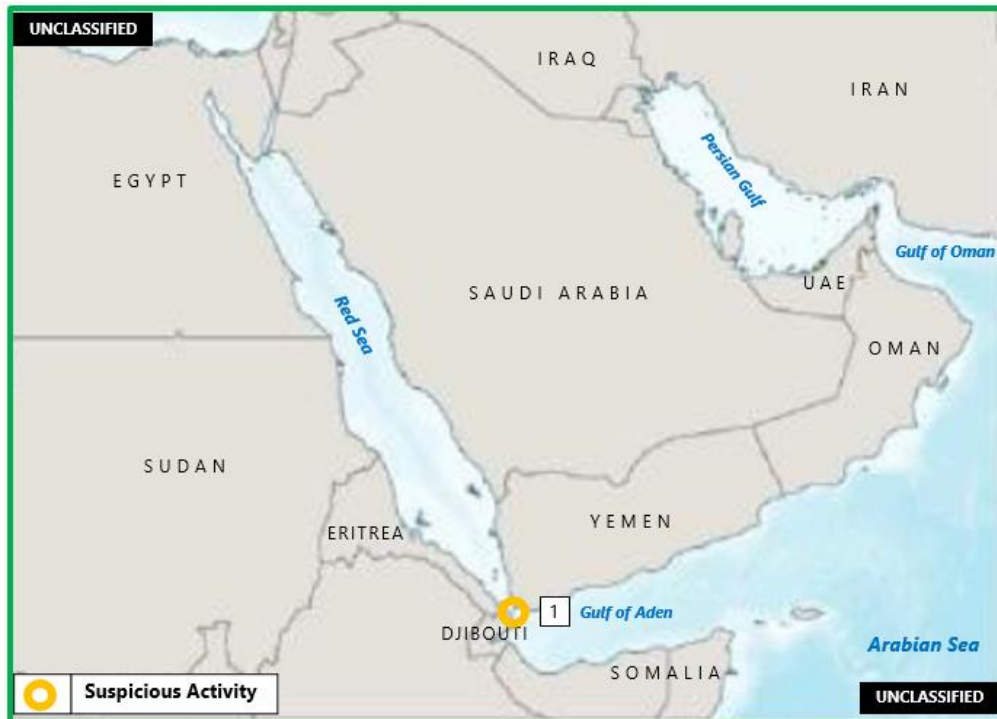 UNCLASSIFIED
IRAQ
IRAN
Persian Gulf
EGYPT
Gulf of Oman
UAE
SAUDI ARABIA
Red Sea
OMAN
SUDAN
YEMEN
ERITREA
1
Gulf of Aden
DJIBOUTI
Arabian Sea
SOMALIA
Suspicious Activity
UNCLASSIFIED